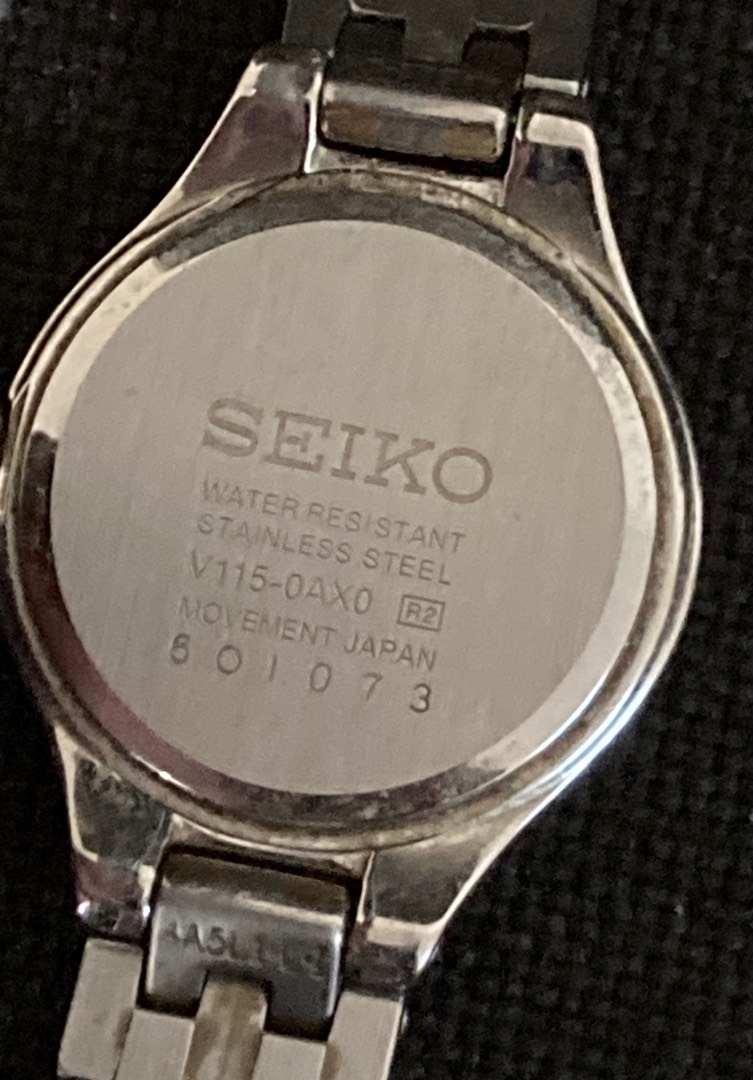 SEIKO
WATER RESISTANT
STAINLESS STEEL
V115-0AX0 R2
MOVEMENT JAPAN
601073